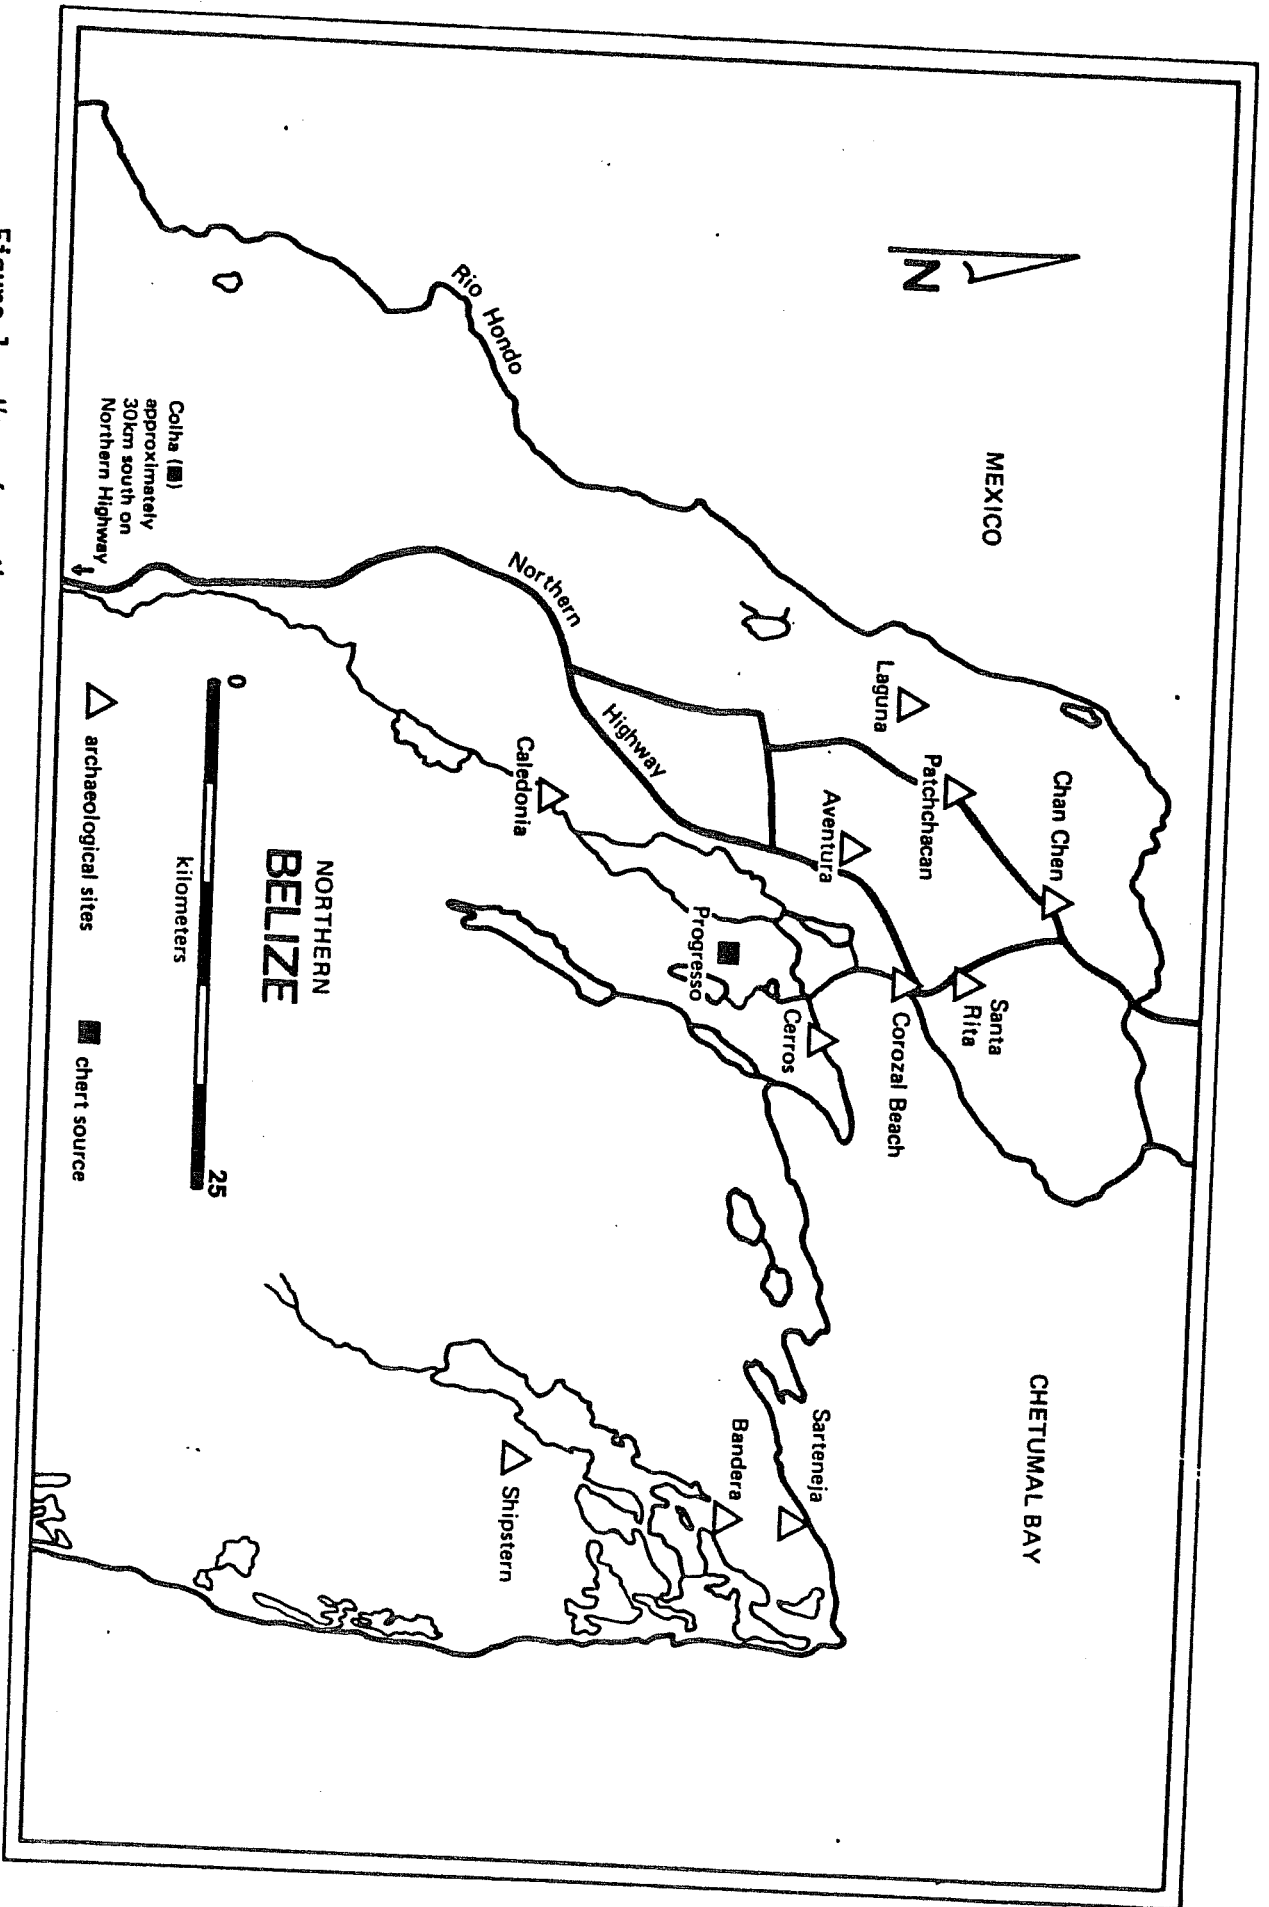 N
MEXICO
CHETUMAL BAY
Chan Chen
Santa
Rita
Patchchacan
Laguna
Corozal Beach
Aventura
Cerros
Sarteneja
Progresso
Bandera
Northern
Highway
Rio Hondo
Caledonia
Shipstern
NORTHERN
BELIZE
Colha (■)
approximately
30km south on
Northern Highway
0
25
kilometers
archaeological sites
chert source
Figure 1